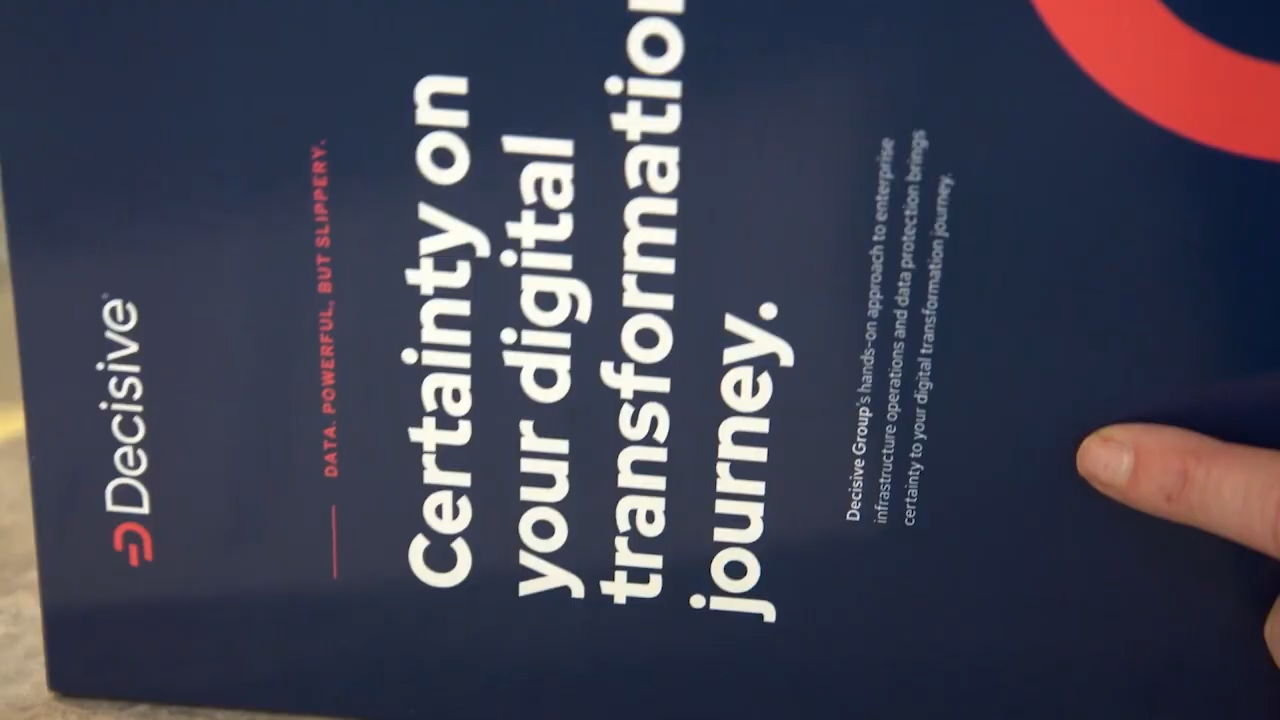 Decisive
DATA. POWERFUL, BUT SLIPPERY.
Certainty on
your digital
transformation
journey.
Decisive Group's hands-on approach to enterprise
infrastructure operations and data protection brings
certainty to your digital transformation journey.